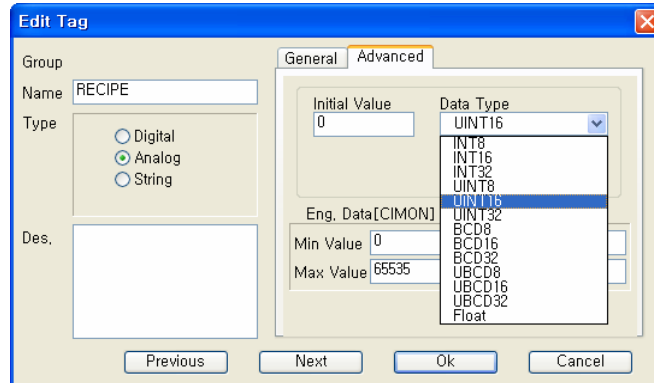 Edit Tag
Group
Name RECIPE
Type
Digital
Analog
String
Des.
General Advanced
Initial Value Data Type
0 UINT16
INT8
INT16
INT32
UINT8
UINT16
UINT32
BCD8
BCD16
BCD32
UBCD8
UBCD16
UBCD32
Float
Eng, Data[CIMON]
Min Value 0
Max Value 65535
Previous Next Ok Cancel